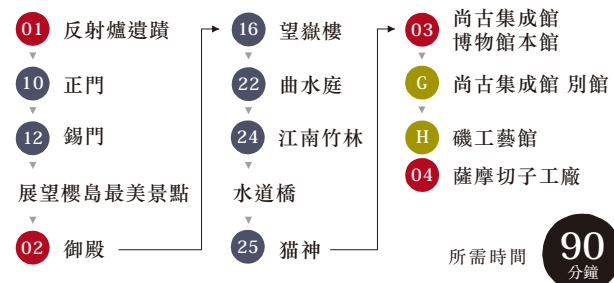 01 反射爐遺蹟
10 正門
12 錫門
展望櫻島最美景點
02 御殿
16 望嶽樓
22 曲水庭
24 江南竹林
水道橋
25 猫神
03 尚古集成館
博物館本館
G 尚古集成館 別館
H 磯工藝館
04 薩摩切子工廠
所需時間 90
分鐘